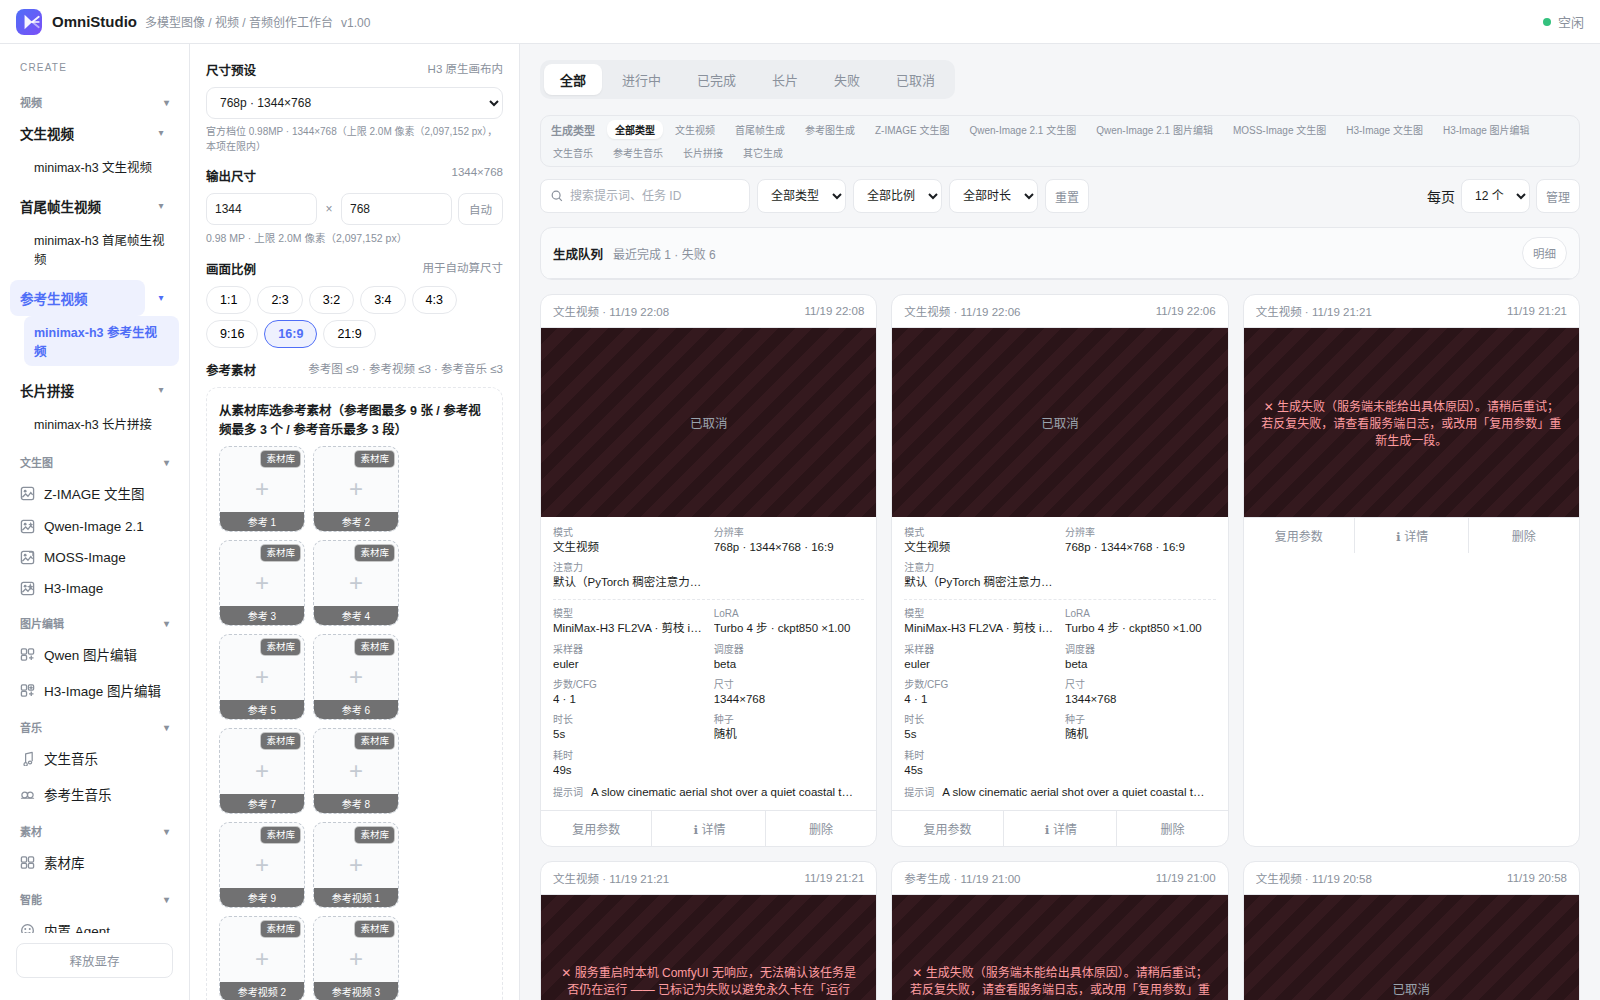 OmniStudio 多模型图像 / 视频 / 音频创作工作台 v1.00
空闲
CREATE
视频
文生视频
minimax-h3 文生视频
首尾帧生视频
minimax-h3 首尾帧生视
频
参考生视频
minimax-h3 参考生视
频
长片拼接
minimax-h3 长片拼接
文生图
Z-IMAGE 文生图
Qwen-Image 2.1
MOSS-Image
H3-Image
图片编辑
Qwen 图片编辑
H3-Image 图片编辑
音乐
文生音乐
参考生音乐
素材
素材库
智能
内置 Agent
释放显存
尺寸预设 H3 原生画布内
768p · 1344×768
官方档位 0.98MP · 1344×768（上限 2.0M 像素（2,097,152 px），
本项在限内）
输出尺寸 1344×768
1344 × 768 自动
0.98 MP · 上限 2.0M 像素（2,097,152 px）
画面比例 用于自动算尺寸
1:1 2:3 3:2 3:4 4:3
9:16 16:9 21:9
参考素材 参考图 ≤9 · 参考视频 ≤3 · 参考音乐 ≤3
从素材库选参考素材（参考图最多 9 张 / 参考视
频最多 3 个 / 参考音乐最多 3 段）
素材库 素材库
+ +
参考 1 参考 2
素材库 素材库
+ +
参考 3 参考 4
素材库 素材库
+ +
参考 5 参考 6
素材库 素材库
+ +
参考 7 参考 8
素材库 素材库
+ +
参考 9 参考视频 1
素材库 素材库
+ +
参考视频 2 参考视频 3
全部 进行中 已完成 长片 失败 已取消
生成类型 全部类型 文生视频 首尾帧生成 参考图生成 Z-IMAGE 文生图 Qwen-Image 2.1 文生图 Qwen-Image 2.1 图片编辑 MOSS-Image 文生图 H3-Image 文生图 H3-Image 图片编辑
文生音乐 参考生音乐 长片拼接 其它生成
搜索提示词、任务 ID 全部类型 全部比例 全部时长 重置 每页 12 个 管理
生成队列 最近完成 1 · 失败 6 明细
文生视频 · 11/19 22:08 11/19 22:08
已取消
模式 分辨率
文生视频 768p · 1344×768 · 16:9
注意力
默认（PyTorch 稠密注意力…
模型 LoRA
MiniMax-H3 FL2VA · 剪枝 i… Turbo 4 步 · ckpt850 ×1.00
采样器 调度器
euler beta
步数/CFG 尺寸
4 · 1 1344×768
时长 种子
5s 随机
耗时
49s
提示词 A slow cinematic aerial shot over a quiet coastal t…
复用参数 ℹ 详情 删除
文生视频 · 11/19 22:06 11/19 22:06
已取消
模式 分辨率
文生视频 768p · 1344×768 · 16:9
注意力
默认（PyTorch 稠密注意力…
模型 LoRA
MiniMax-H3 FL2VA · 剪枝 i… Turbo 4 步 · ckpt850 ×1.00
采样器 调度器
euler beta
步数/CFG 尺寸
4 · 1 1344×768
时长 种子
5s 随机
耗时
45s
提示词 A slow cinematic aerial shot over a quiet coastal t…
复用参数 ℹ 详情 删除
文生视频 · 11/19 21:21 11/19 21:21
✕ 生成失败（服务端未能给出具体原因）。请稍后重试；
若反复失败，请查看服务端日志，或改用「复用参数」重
新生成一段。
复用参数 ℹ 详情 删除
文生视频 · 11/19 21:21 11/19 21:21
✕ 服务重启时本机 ComfyUI 无响应，无法确认该任务是
否仍在运行 —— 已标记为失败以避免永久卡在「运行
参考生成 · 11/19 21:00 11/19 21:00
✕ 生成失败（服务端未能给出具体原因）。请稍后重试；
若反复失败，请查看服务端日志，或改用「复用参数」重
文生视频 · 11/19 20:58 11/19 20:58
已取消